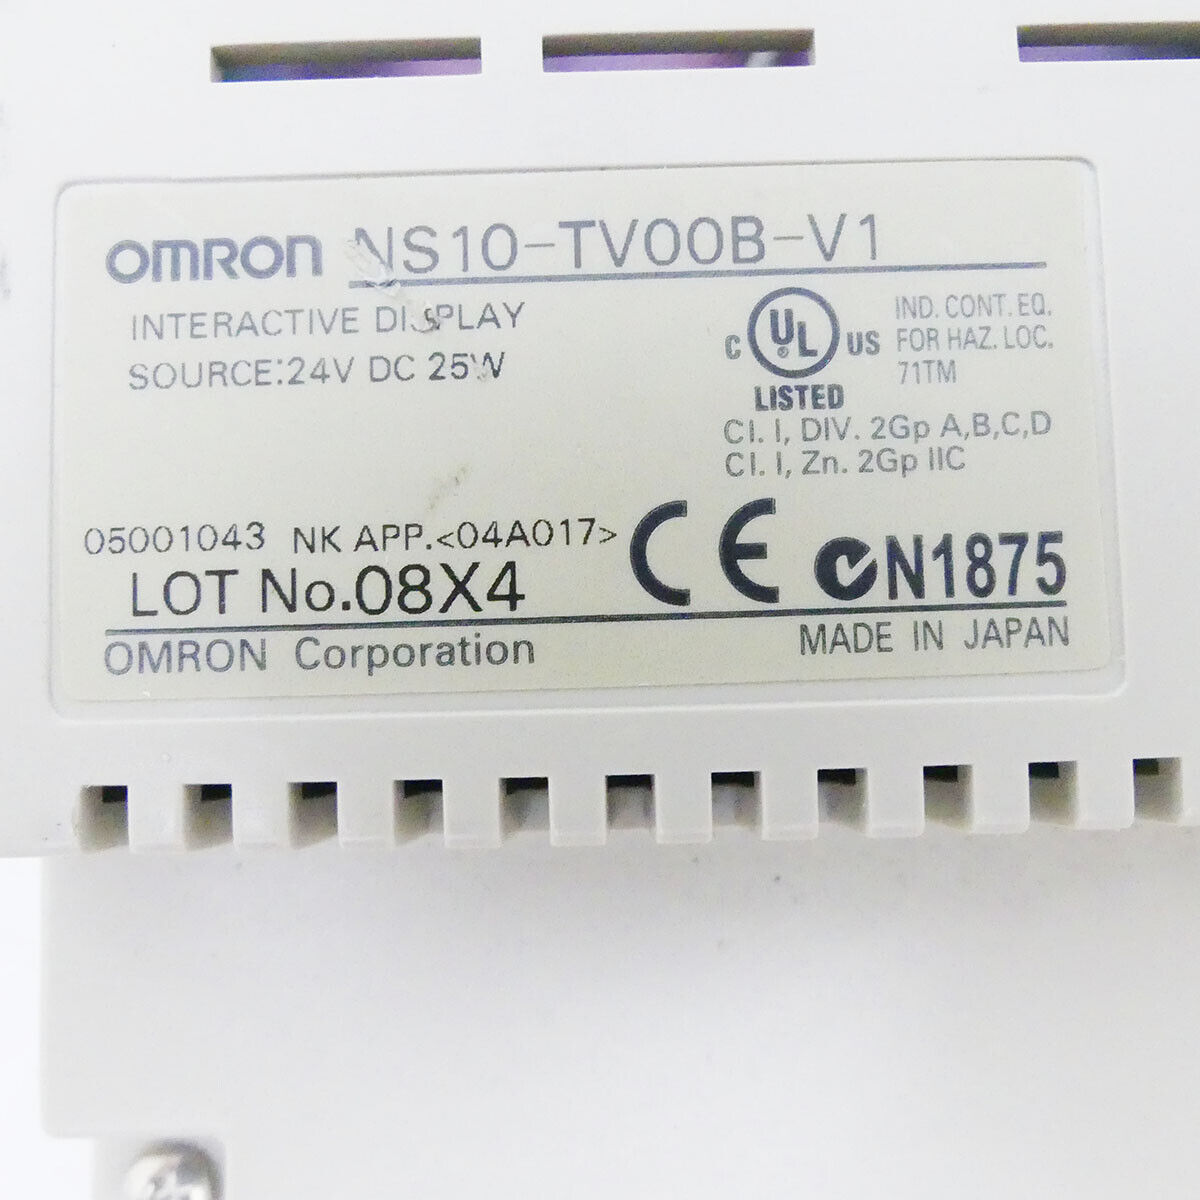 OMRON NS10-TV00B-V1
INTERACTIVE DISPLAY
SOURCE:24V DC 25W
C UL US
LISTED
IND. CONT. EQ.
FOR HAZ. LOC.
71TM
Cl. I, DIV. 2Gp A,B,C,D
Cl. I, Zn. 2Gp IIC
05001043 NK APP.<04A017>
LOT No.08X4
CE
N1875
OMRON Corporation
MADE IN JAPAN